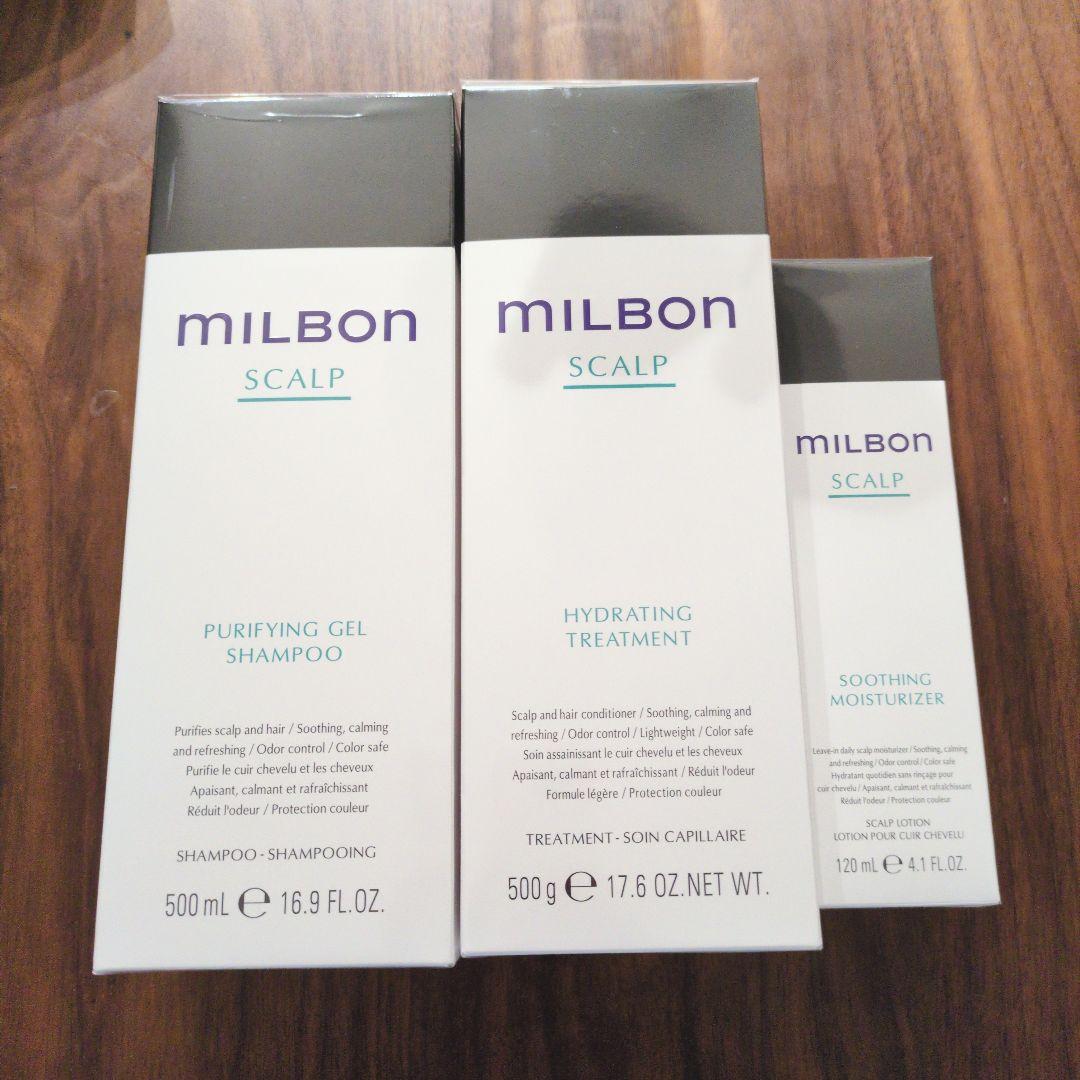 mILBON
SCALP
PURIFYING GEL
SHAMPOO
Purifies scalp and hair / Soothing, calming
and refreshing / Odor control / Color safe
Purifie le cuir chevelu et les cheveux
Apaisant, calmant et rafraîchissant
Réduit l'odeur / Protection couleur
SHAMPOO - SHAMPOOING
500 mL e 16.9 FL.OZ.
mILBON
SCALP
HYDRATING
TREATMENT
Scalp and hair conditioner / Soothing, calming and
refreshing / Odor control / Lightweight / Color safe
Soin assainissant le cuir chevelu et les cheveux
Apaisant, calmant et rafraîchissant / Réduit l'odeur
Formule légère / Protection couleur
TREATMENT - SOIN CAPILLAIRE
500 g e 17.6 OZ.NET WT.
mILBON
SCALP
SOOTHING
MOISTURIZER
Leave-in daily scalp moisturizer / Soothing, calming
and refreshing / Odor control / Color safe
Hydratant quotidien sans rinçage pour
cuir chevelu / Apaisant, calmant et rafraîchissant
Réduit l'odeur / Protection couleur
SCALP LOTION
LOTION POUR CUIR CHEVELU
120 mL e 4.1 FL.OZ.